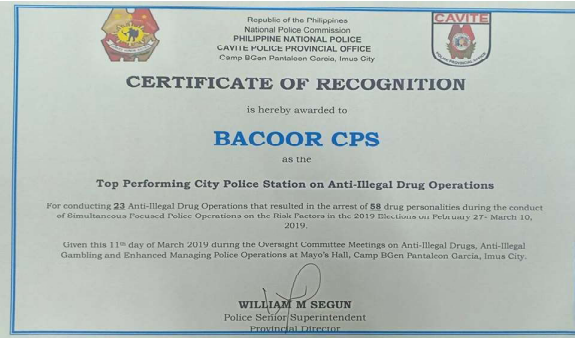 Republic of the Philippines
National Police Commission
PHILIPPINE NATIONAL POLICE
CAVITE POLICE PROVINCIAL OFFICE
Camp BGen Pantaleon Garcia, Imus City
CAVITE
CERTIFICATE OF RECOGNITION
is hereby awarded to
BACOOR CPS
as the
Top Performing City Police Station on Anti-Illegal Drug Operations
For conducting 23 Anti-Illegal Drug Operations that resulted in the arrest of 58 drug personalities during the conduct
of Simultaneous Focused Police Operations on the Risk Factors in the 2019 Elections on February 27- March 10,
2019.
Given this 11th day of March 2019 during the Oversight Committee Meetings on Anti-Illegal Drugs, Anti-Illegal
Gambling and Enhanced Managing Police Operations at Mayo's Hall, Camp BGen Pantaleon Garcia, Imus City.
WILLIAM M SEGUN
Police Senior Superintendent
Provincial Director